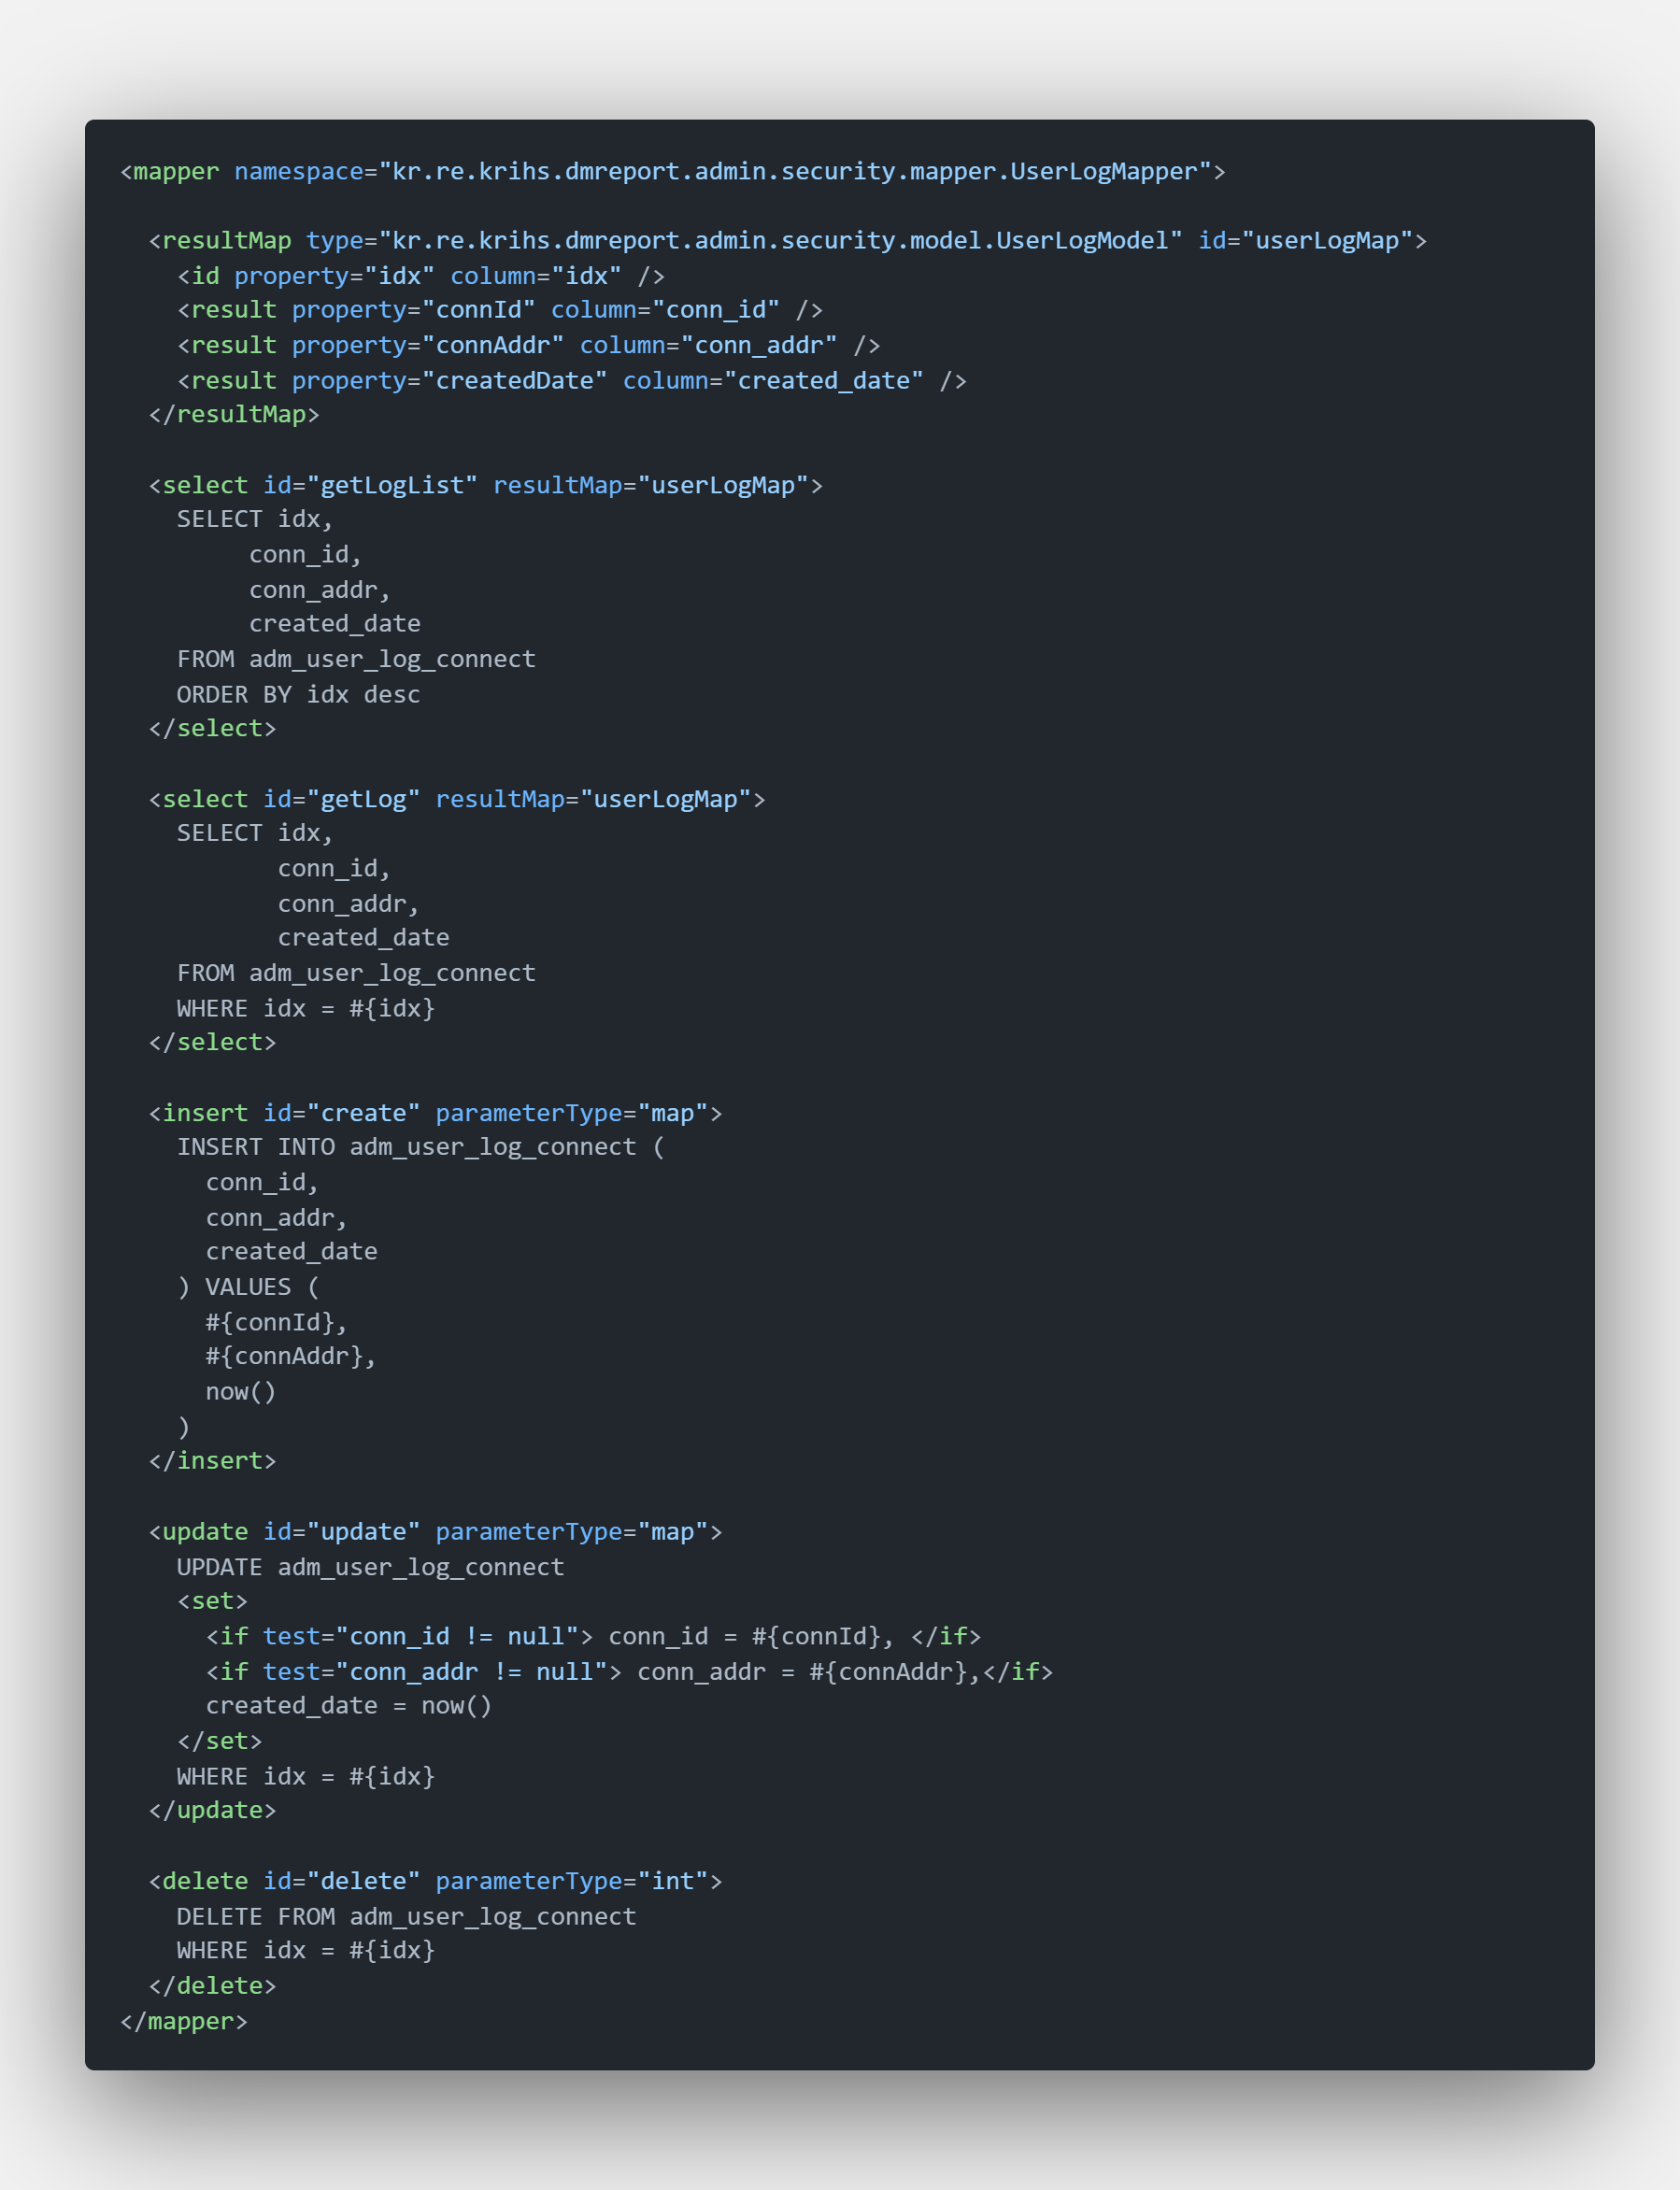 <mapper namespace="kr.re.krihs.dmreport.admin.security.mapper.UserLogMapper">
<resultMap type="kr.re.krihs.dmreport.admin.security.model.UserLogModel" id="userLogMap">
<id property="idx" column="idx" />
<result property="connId" column="conn_id" />
<result property="connAddr" column="conn_addr" />
<result property="createdDate" column="created_date" />
</resultMap>
<select id="getLogList" resultMap="userLogMap">
SELECT idx,
conn_id,
conn_addr,
created_date
FROM adm_user_log_connect
ORDER BY idx desc
</select>
<select id="getLog" resultMap="userLogMap">
SELECT idx,
conn_id,
conn_addr,
created_date
FROM adm_user_log_connect
WHERE idx = #{idx}
</select>
<insert id="create" parameterType="map">
INSERT INTO adm_user_log_connect (
conn_id,
conn_addr,
created_date
) VALUES (
#{connId},
#{connAddr},
now()
)
</insert>
<update id="update" parameterType="map">
UPDATE adm_user_log_connect
<set>
<if test="conn_id != null"> conn_id = #{connId}, </if>
<if test="conn_addr != null"> conn_addr = #{connAddr},</if>
created_date = now()
</set>
WHERE idx = #{idx}
</update>
<delete id="delete" parameterType="int">
DELETE FROM adm_user_log_connect
WHERE idx = #{idx}
</delete>
</mapper>